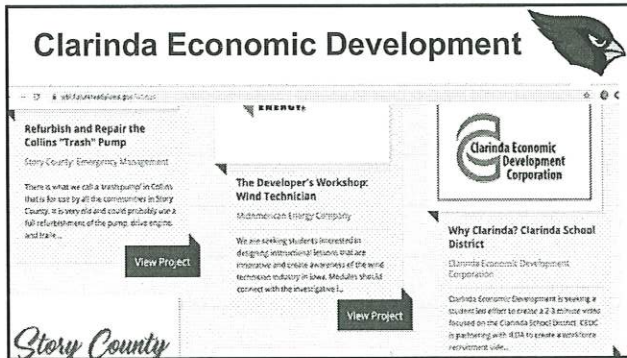 Clarinda Economic Development
ENERGY
Refurbish and Repair the
Collins "Trash" Pump
Story County: Emergency Management
There is what we call a 'trash pump' in Collins
that is for use by all the communities in Story
County. It is very old and could probably use a
full refurbishment of the pump, drive engine,
and traile...
View Project
Story County
The Developer's Workshop:
Wind Technician
MidAmerican Energy Company
We are seeking students interested in
designing instructional lessons that are
innovative and create awareness of the wind
technician industry in Iowa. Modules should
connect with the investigative i...
View Project
Clarinda Economic
Development
Corporation
Why Clarinda? Clarinda School
District
Clarinda Economic Development
Corporation
Clarinda Economic Development is seeking a
student led effort to create a 2-3 minute video
focused on the Clarinda School District. CEDC
is partnering with to create a workforce
recruitment vide...